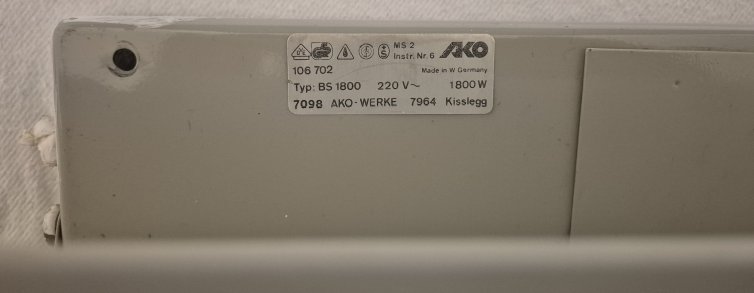 MS 2
Instr. Nr. 6 AKO
106 702 Made in W Germany
Typ: BS 1800 220 V~ 1800 W
7098 AKO-WERKE 7964 Kisslegg